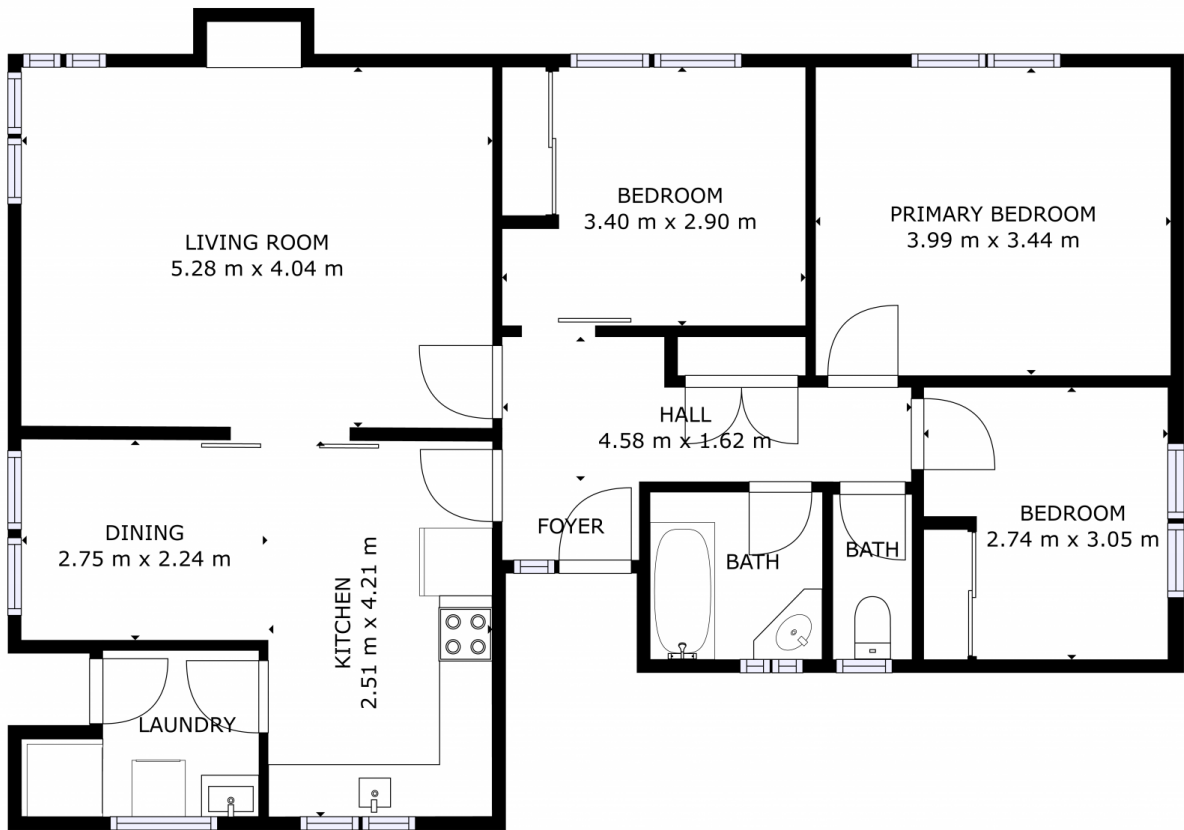 BEDROOM
3.40 m x 2.90 m
PRIMARY BEDROOM
3.99 m x 3.44 m
LIVING ROOM
5.28 m x 4.04 m
HALL
4.58 m x 1.62 m
DINING
2.75 m x 2.24 m
KITCHEN
2.51 m x 4.21 m
FOYER
BATH
BATH
BEDROOM
2.74 m x 3.05 m
LAUNDRY